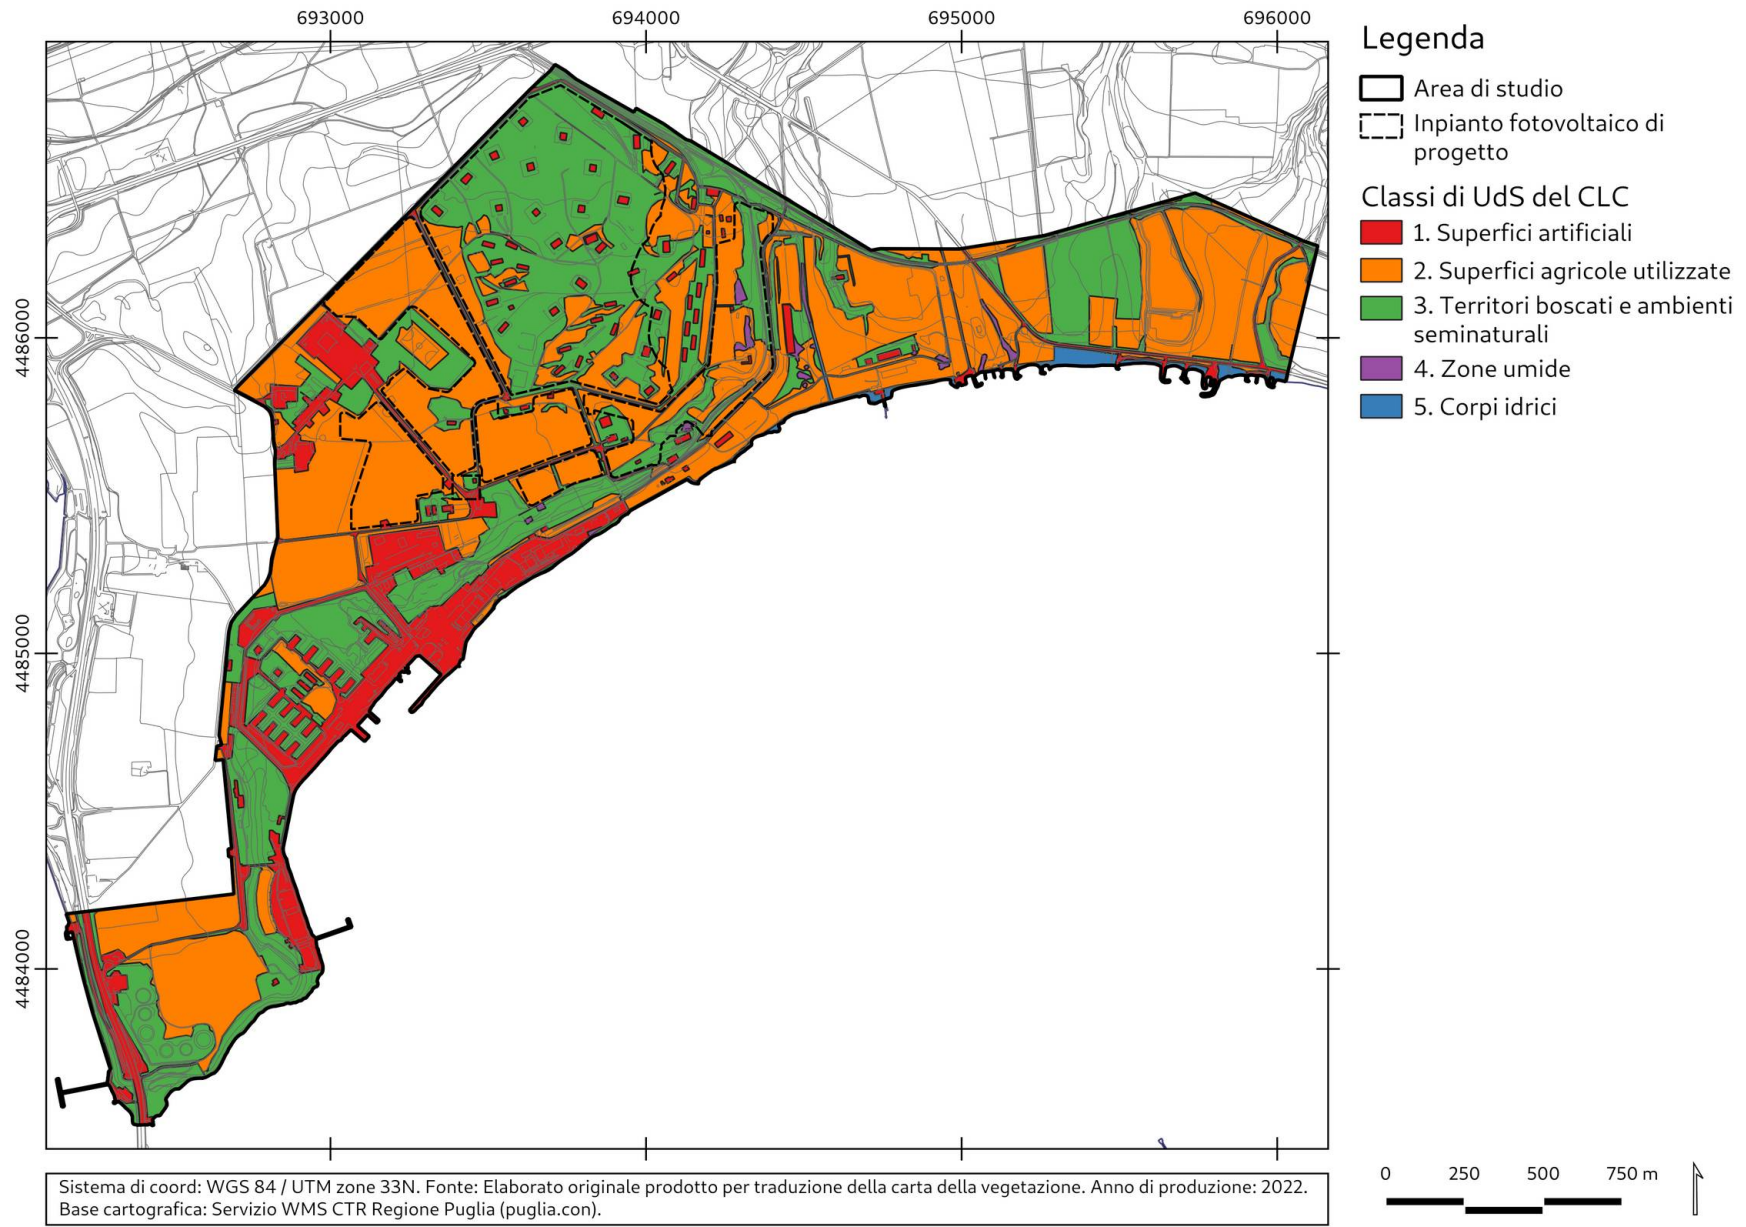 693000
694000
695000
696000
4486000
4485000
4484000
Legenda
Area di studio
Inpianto fotovoltaico di
progetto
Classi di UdS del CLC
1. Superfici artificiali
2. Superfici agricole utilizzate
3. Territori boscati e ambienti
seminaturali
4. Zone umide
5. Corpi idrici
0 250 500 750 m
Sistema di coord: WGS 84 / UTM zone 33N. Fonte: Elaborato originale prodotto per traduzione della carta della vegetazione. Anno di produzione: 2022.
Base cartografica: Servizio WMS CTR Regione Puglia (puglia.con).